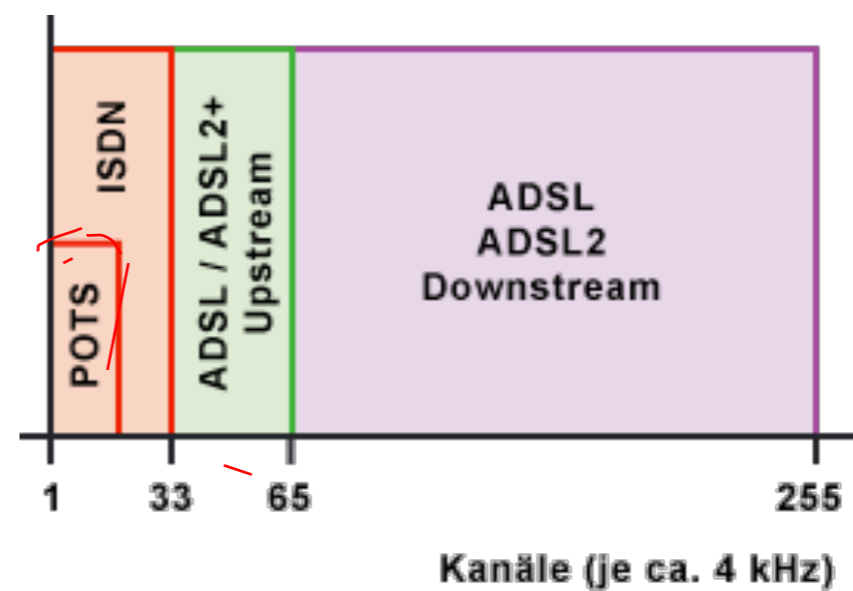 ISDN
POTS
ADSL / ADSL2+
Upstream
ADSL
ADSL2
Downstream
1
33
65
255
Kanäle (je ca. 4 kHz)